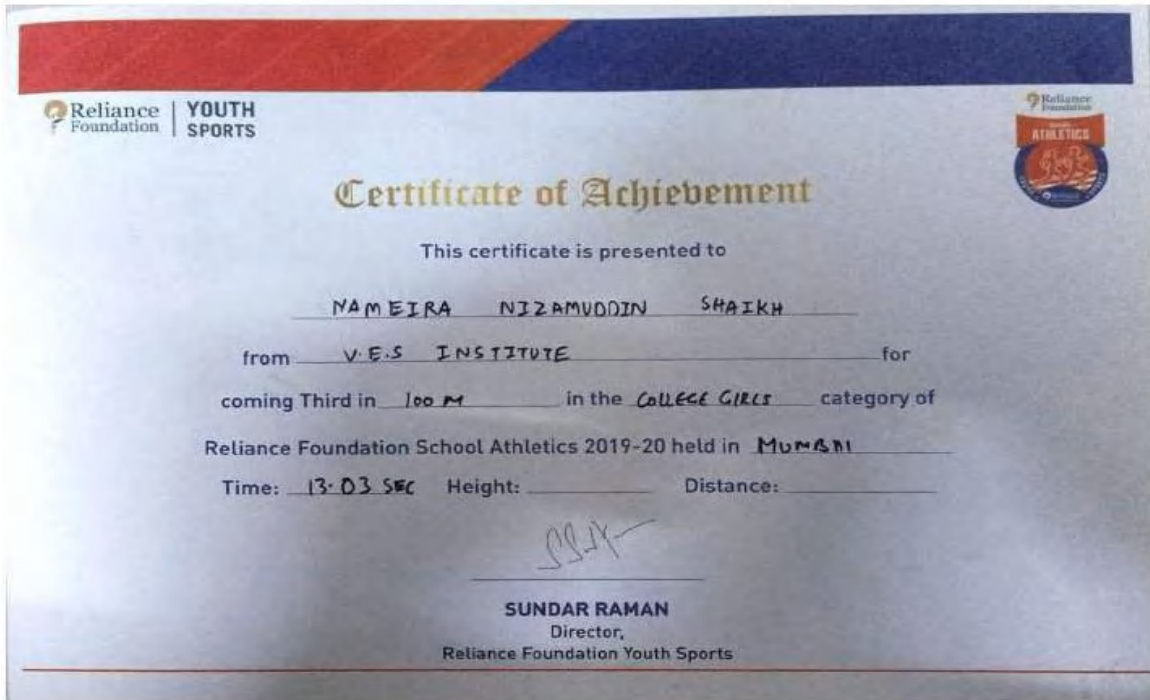 Reliance Foundation | YOUTH SPORTS
Reliance Foundation
ATHLETICS
Certificate of Achievement
This certificate is presented to
NAMEIRA NIZAMUDDIN SHAIKH
from V.E.S INSTITUTE for
coming Third in 100 M in the COLLEGE GIRLS category of
Reliance Foundation School Athletics 2019-20 held in MUMBAI
Time: 13.03 SEC Height: Distance:
SUNDAR RAMAN
Director,
Reliance Foundation Youth Sports